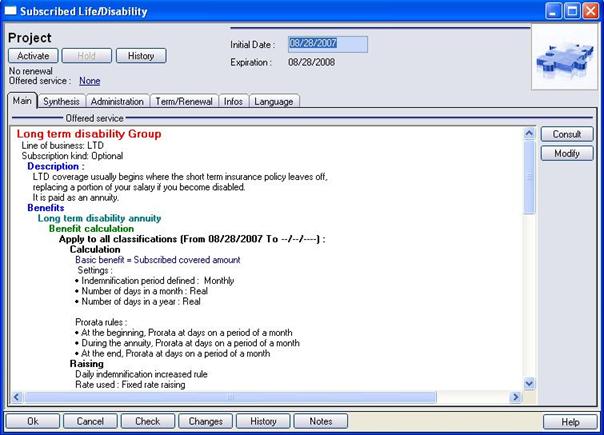 Subscribed Life/Disability
Project
Activate Hold History
Initial Date : 08/28/2007
Expiration : 08/28/2008
No renewal
Offered service : None
Main Synthesis Administration Term/Renewal Infos Language
Offered service
Long term disability Group
Line of business: LTD
Subscription kind: Optional
Description :
LTD coverage usually begins where the short term insurance policy leaves off,
replacing a portion of your salary if you become disabled.
It is paid as an annuity.
Benefits
Long term disability annuity
Benefit calculation
Apply to all classifications (From 08/28/2007 To --/--/----) :
Calculation
Basic benefit = Subscribed covered amount
Settings :
• Indemnification period defined : Monthly
• Number of days in a month : Real
• Number of days in a year : Real
Prorata rules :
• At the beginning, Prorata at days on a period of a month
• During the annuity, Prorata at days on a period of a month
• At the end, Prorata at days on a period of a month
Raising
Daily indemnification increased rule
Rate used : Fixed rate raising
Consult
Modify
Ok Cancel Check Changes History Notes Help